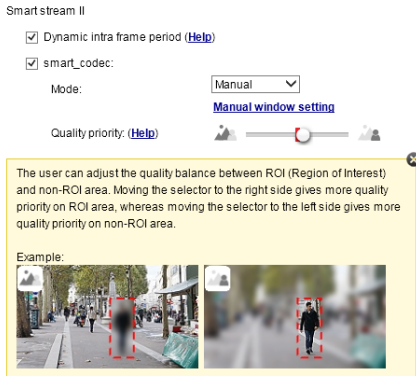 Smart stream II
Dynamic intra frame period (Help)
smart_codec:
Mode: Manual
Manual window setting
Quality priority: (Help)
The user can adjust the quality balance between ROI (Region of Interest)
and non-ROI area. Moving the selector to the right side gives more quality
priority on ROI area, whereas moving the selector to the left side gives more
quality priority on non-ROI area.
Example: